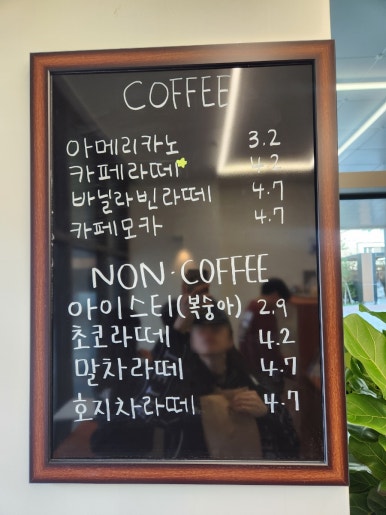 COFFEE
아메리카노 3.2
카페라떼 4.2
바닐라빈라떼 4.7
카페모카 4.7
NON·COFFEE
아이스티(복숭아) 2.9
초코라떼 4.2
말차라떼 4.7
호지차라떼 4.7